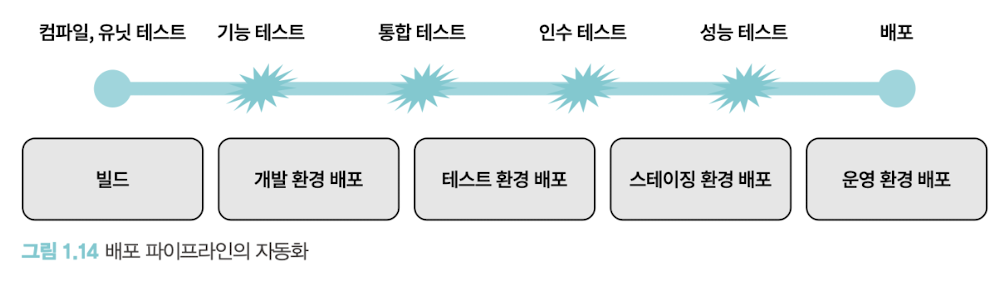 컴파일, 유닛 테스트 기능 테스트 통합 테스트 인수 테스트 성능 테스트 배포
빌드 개발 환경 배포 테스트 환경 배포 스테이징 환경 배포 운영 환경 배포
그림 1.14 배포 파이프라인의 자동화